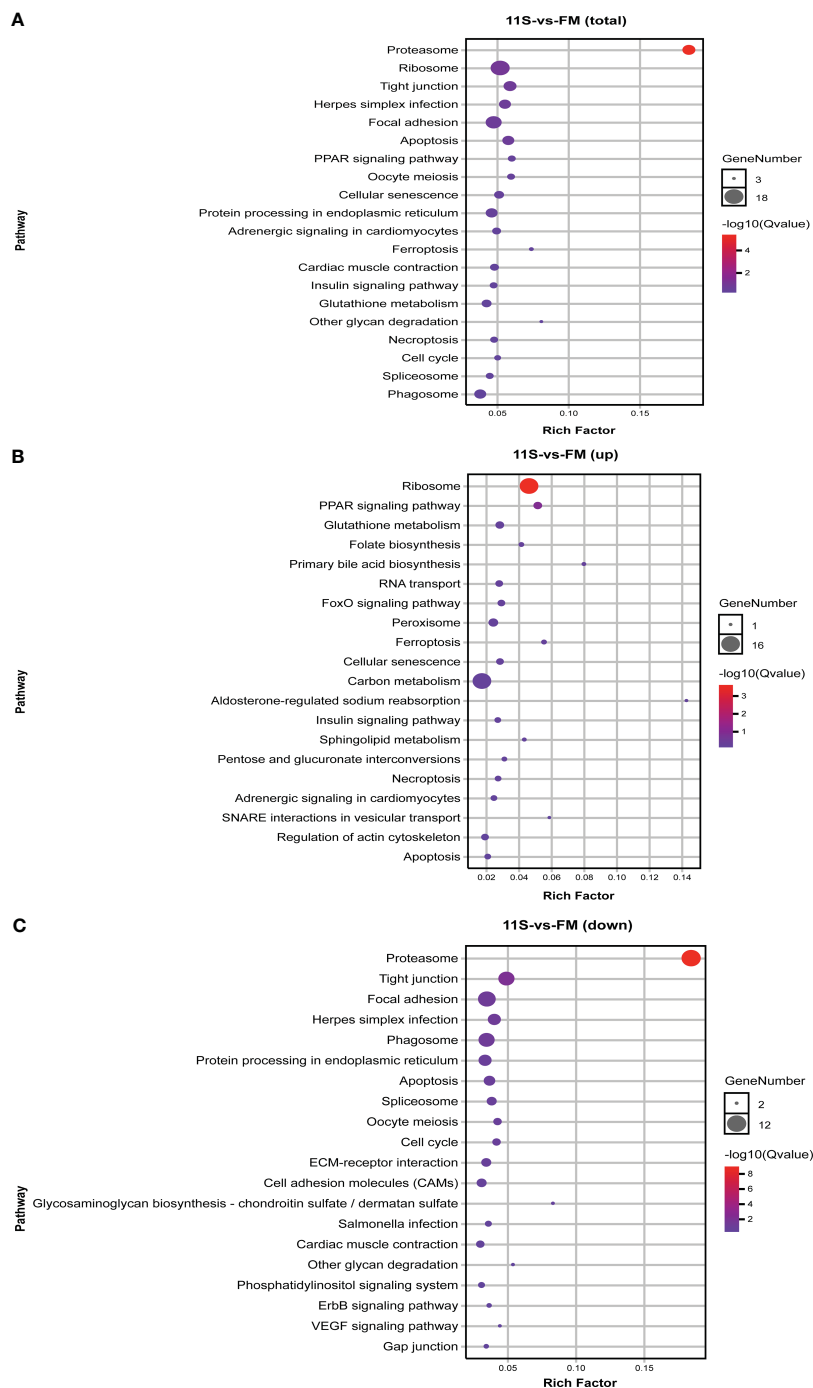 A
11S-vs-FM (total)
Proteasome
Ribosome
Tight junction
Herpes simplex infection
Focal adhesion
Apoptosis
PPAR signaling pathway
Oocyte meiosis
Cellular senescence
Protein processing in endoplasmic reticulum
Adrenergic signaling in cardiomyocytes
Ferroptosis
Cardiac muscle contraction
Insulin signaling pathway
Glutathione metabolism
Other glycan degradation
Necroptosis
Cell cycle
Spliceosome
Phagosome
Pathway
0.05 0.10 0.15
Rich Factor
GeneNumber
3
18
-log10(Qvalue)
4
2
B
11S-vs-FM (up)
Ribosome
PPAR signaling pathway
Glutathione metabolism
Folate biosynthesis
Primary bile acid biosynthesis
RNA transport
FoxO signaling pathway
Peroxisome
Ferroptosis
Cellular senescence
Carbon metabolism
Aldosterone-regulated sodium reabsorption
Insulin signaling pathway
Sphingolipid metabolism
Pentose and glucuronate interconversions
Necroptosis
Adrenergic signaling in cardiomyocytes
SNARE interactions in vesicular transport
Regulation of actin cytoskeleton
Apoptosis
Pathway
0.02 0.04 0.06 0.08 0.10 0.12 0.14
Rich Factor
GeneNumber
1
16
-log10(Qvalue)
3
2
1
C
11S-vs-FM (down)
Proteasome
Tight junction
Focal adhesion
Herpes simplex infection
Phagosome
Protein processing in endoplasmic reticulum
Apoptosis
Spliceosome
Oocyte meiosis
Cell cycle
ECM-receptor interaction
Cell adhesion molecules (CAMs)
Glycosaminoglycan biosynthesis - chondroitin sulfate / dermatan sulfate
Salmonella infection
Cardiac muscle contraction
Other glycan degradation
Phosphatidylinositol signaling system
ErbB signaling pathway
VEGF signaling pathway
Gap junction
Pathway
0.05 0.10 0.15
Rich Factor
GeneNumber
2
12
-log10(Qvalue)
8
6
4
2